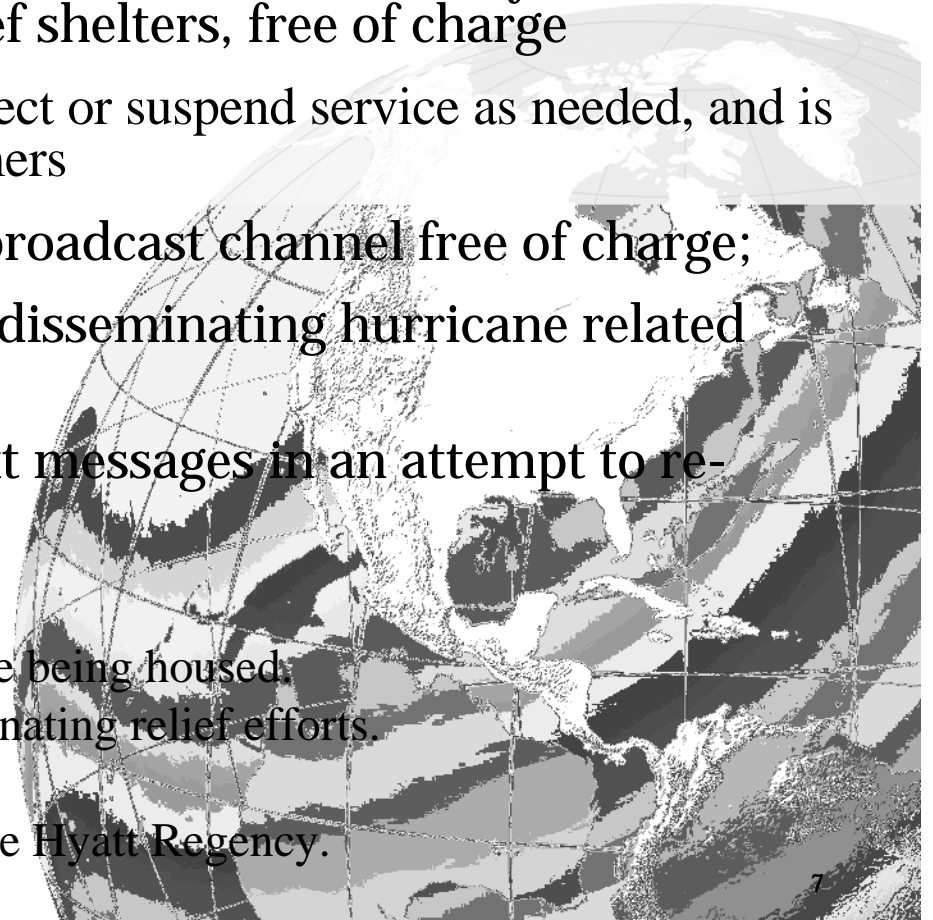 ef shelters, free of charge
ect or suspend service as needed, and is
ners
broadcast channel free of charge;
disseminating hurricane related
t messages in an attempt to re-
e being housed.
nating relief efforts.
e Hyatt Regency.
7